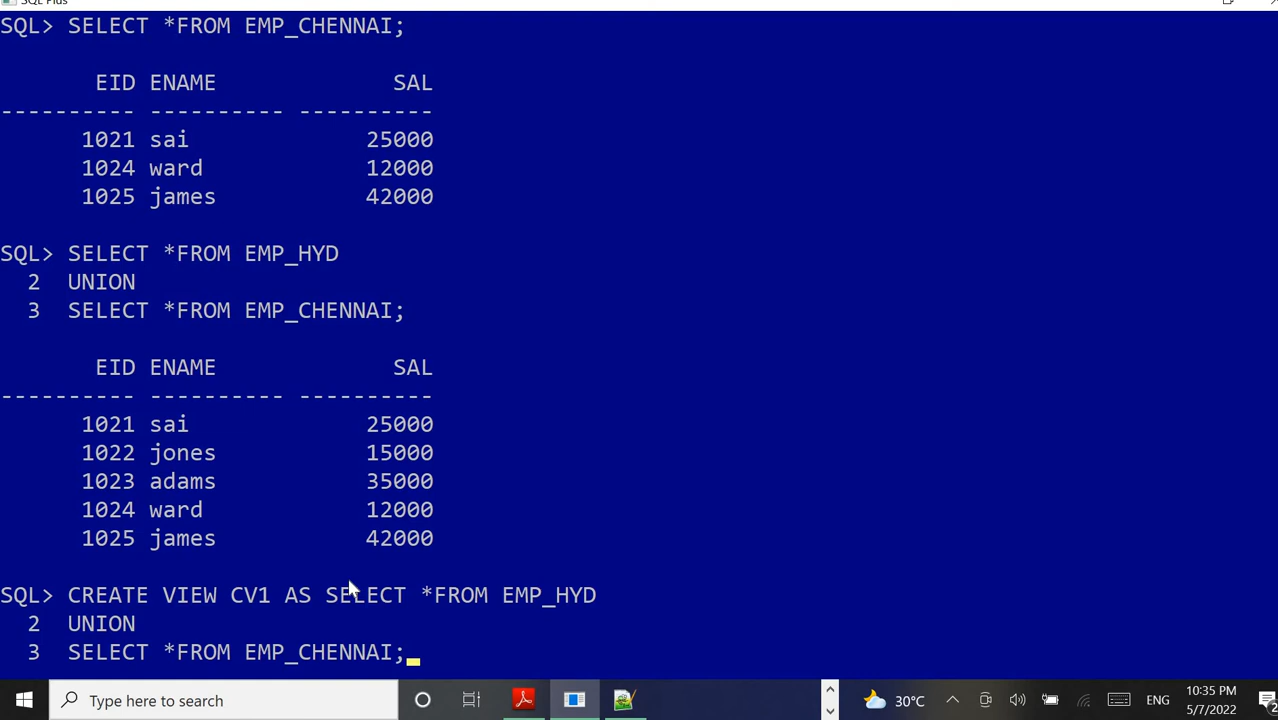 SQL Plus
SQL> SELECT *FROM EMP_CHENNAI;
EID ENAME SAL
---------- ---------- ----------
1021 sai 25000
1024 ward 12000
1025 james 42000
SQL> SELECT *FROM EMP_HYD
2 UNION
3 SELECT *FROM EMP_CHENNAI;
EID ENAME SAL
---------- ---------- ----------
1021 sai 25000
1022 jones 15000
1023 adams 35000
1024 ward 12000
1025 james 42000
SQL> CREATE VIEW CV1 AS SELECT *FROM EMP_HYD
2 UNION
3 SELECT *FROM EMP_CHENNAI;
Type here to search
30°C
ENG
10:35 PM
5/7/2022
2